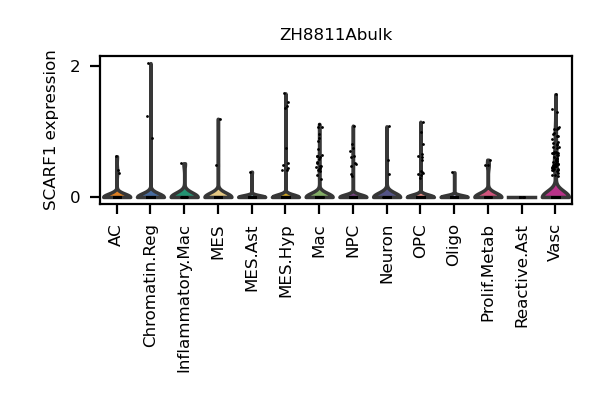 ZH8811Abulk
SCARF1 expression
2
0
AC
Chromatin.Reg
Inflammatory.Mac
MES
MES.Ast
MES.Hyp
Mac
NPC
Neuron
OPC
Oligo
Prolif.Metab
Reactive.Ast
Vasc